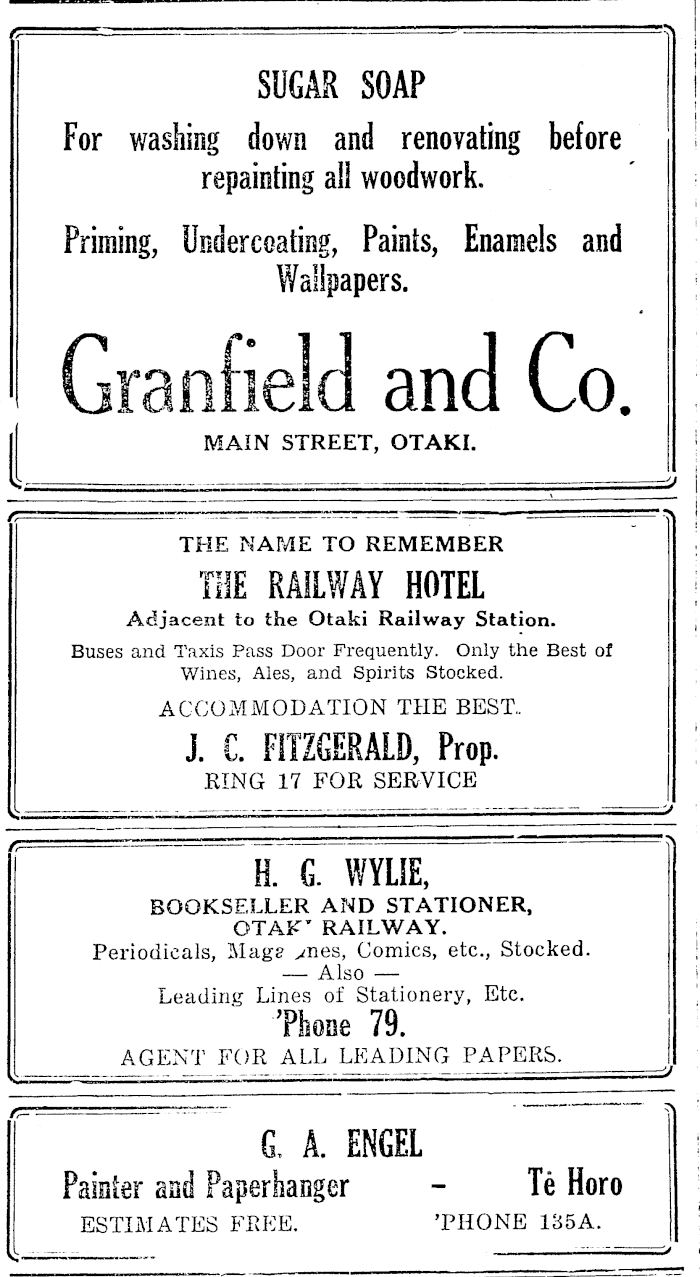 SUGAR SOAP
For washing down and renovating before
repainting all woodwork.
Priming, Undercoating, Paints, Enamels and
Wallpapers.
Granfield and Co.
MAIN STREET, OTAKI.
THE NAME TO REMEMBER
THE RAILWAY HOTEL
Adjacent to the Otaki Railway Station.
Buses and Taxis Pass Door Frequently. Only the Best of
Wines, Ales, and Spirits Stocked.
ACCOMMODATION THE BEST.
J. C. FITZGERALD, Prop.
RING 17 FOR SERVICE
H. G. WYLIE,
BOOKSELLER AND STATIONER,
OTAKI RAILWAY.
Periodicals, Magazines, Comics, etc., Stocked.
— Also —
Leading Lines of Stationery, Etc.
'Phone 79.
AGENT FOR ALL LEADING PAPERS.
G. A. ENGEL
Painter and Paperhanger - Te Horo
ESTIMATES FREE. 'PHONE 135A.